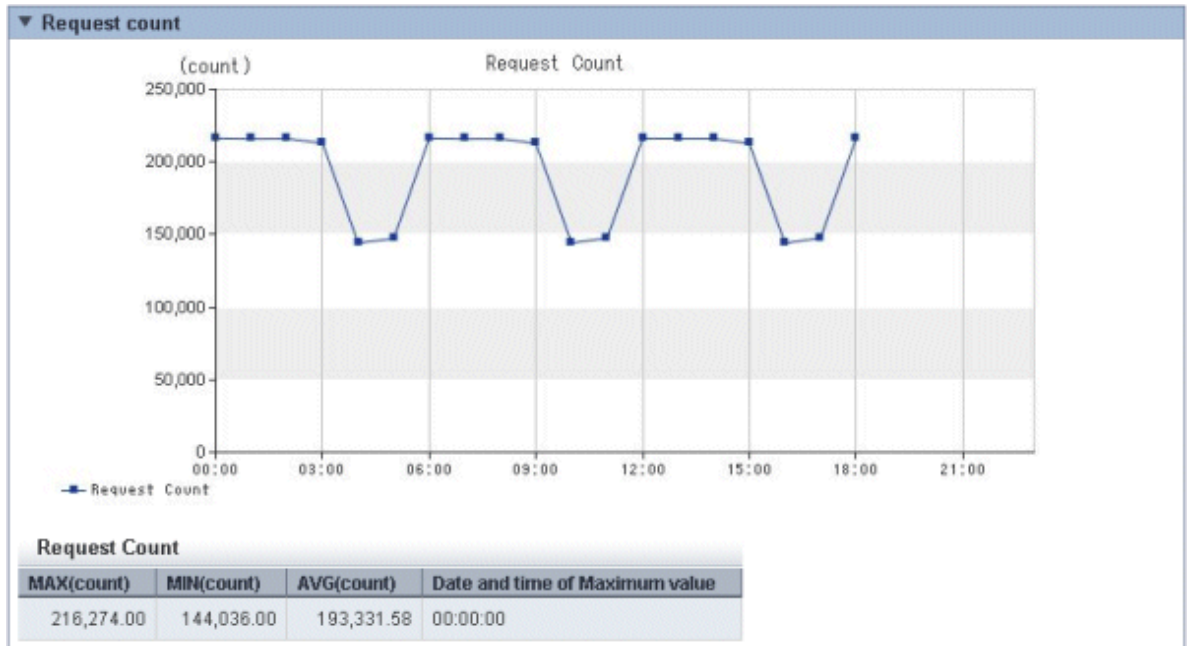 Request count
(count) Request Count
250,000
200,000
150,000
100,000
50,000
0
00:00 03:00 06:00 09:00 12:00 15:00 18:00 21:00
Request Count
Request Count
MAX(count) MIN(count) AVG(count) Date and time of Maximum value
216,274.00 144,036.00 193,331.58 00:00:00